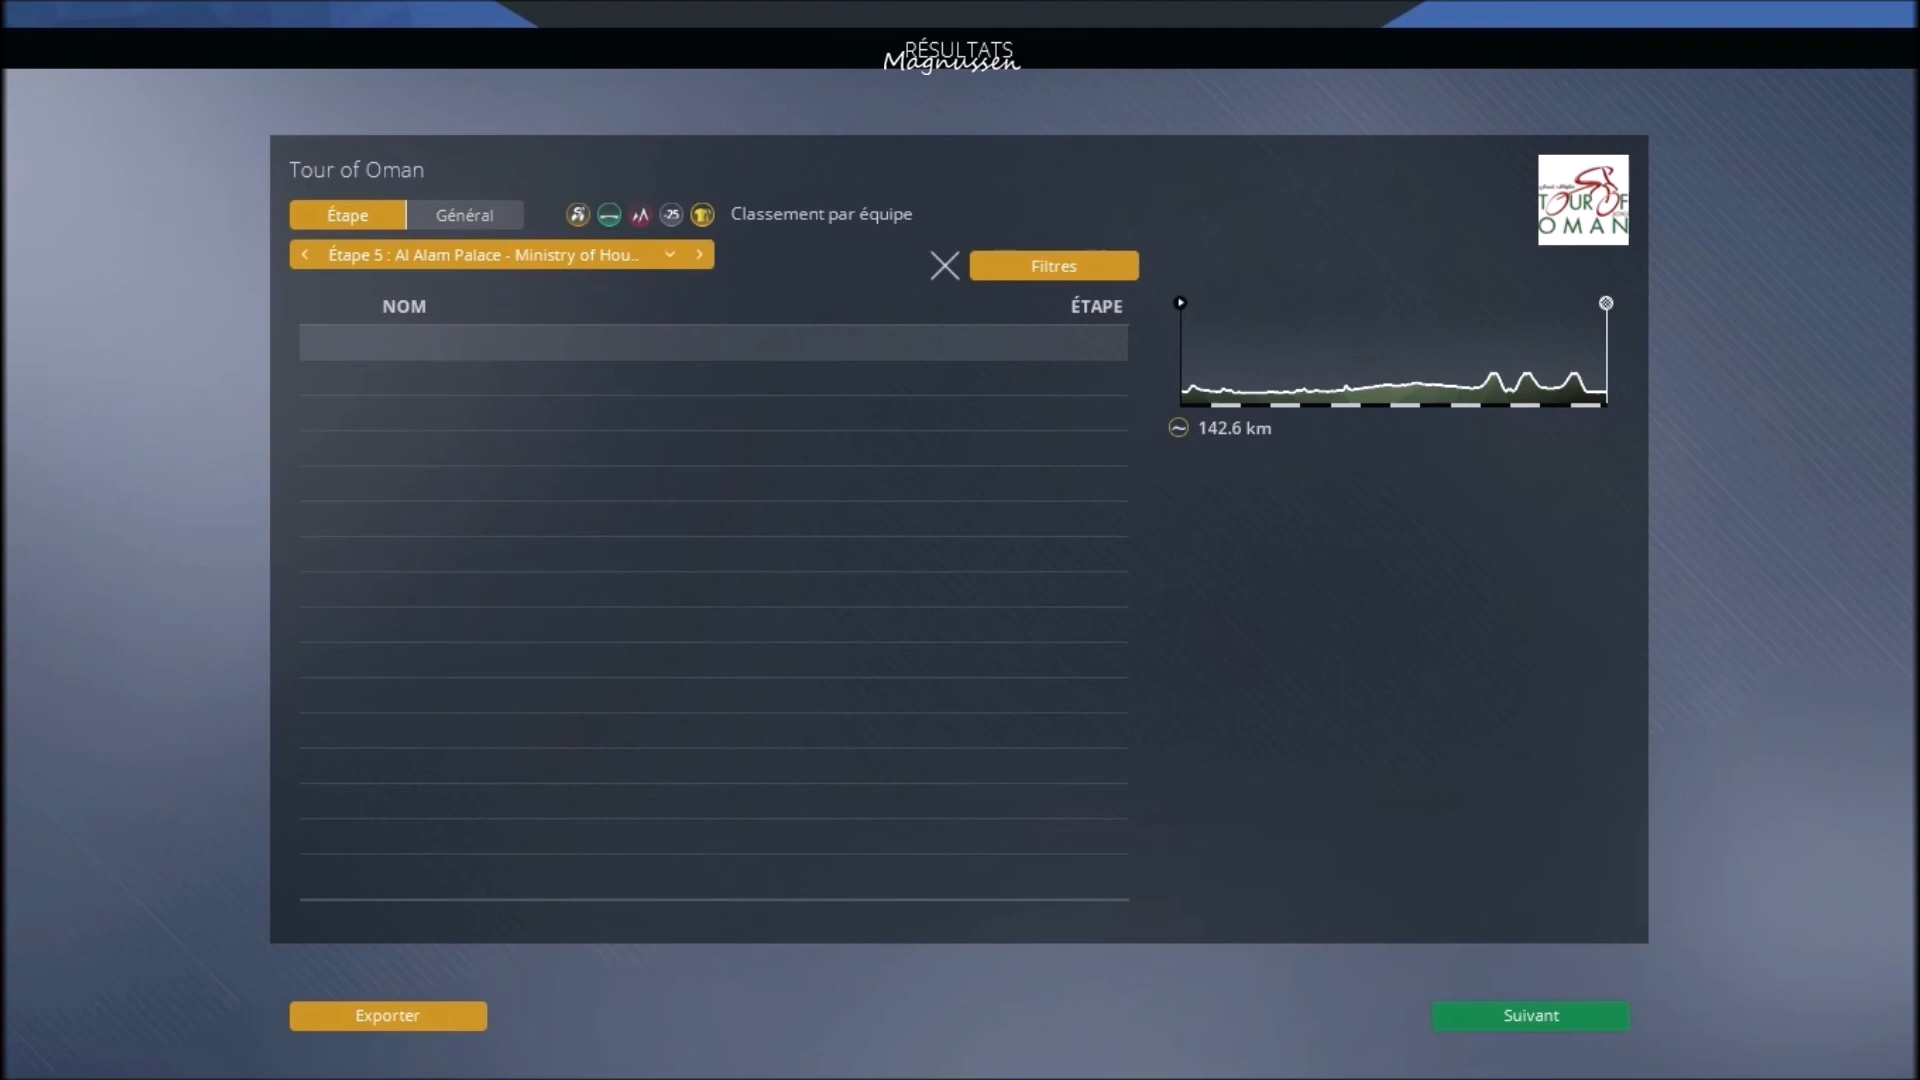 RÉSULTATS
Magnussen
Tour of Oman
Étape
Général
-25
Classement par équipe
Étape 5 : Al Alam Palace - Ministry of Hou..
Filtres
TOUR OF
OMAN
NOM
ÉTAPE
142.6 km
Exporter
Suivant